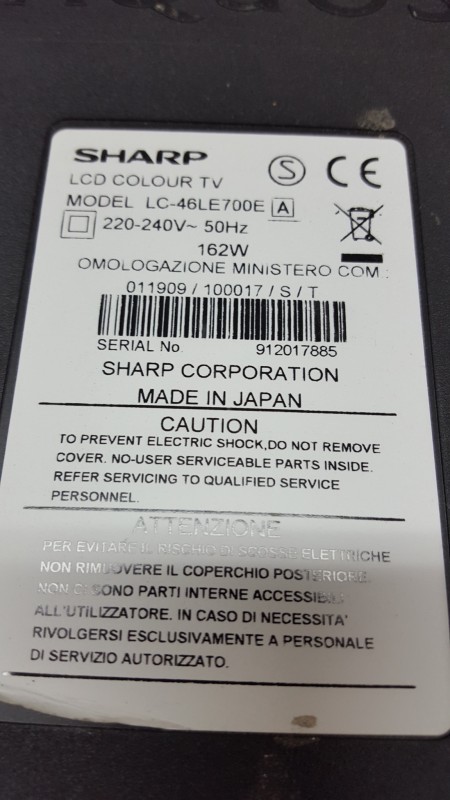 SHARP
LCD COLOUR TV
MODEL LC-46LE700E A
220-240V~ 50Hz
162W
OMOLOGAZIONE MINISTERO COM :
011909 / 100017 / S / T
SERIAL No. 912017885
SHARP CORPORATION
MADE IN JAPAN
CAUTION
TO PREVENT ELECTRIC SHOCK,DO NOT REMOVE
COVER. NO-USER SERVICEABLE PARTS INSIDE.
REFER SERVICING TO QUALIFIED SERVICE
PERSONNEL.
ATTENZIONE
PER EVITARE IL RISCHIO DI SCOSSE ELETTRICHE
NON RIMUOVERE IL COPERCHIO POSTERIORE.
NON CI SONO PARTI INTERNE ACCESSIBILI
ALL'UTILIZZATORE. IN CASO DI NECESSITA'
RIVOLGERSI ESCLUSIVAMENTE A PERSONALE
DI SERVIZIO AUTORIZZATO.
S
CE